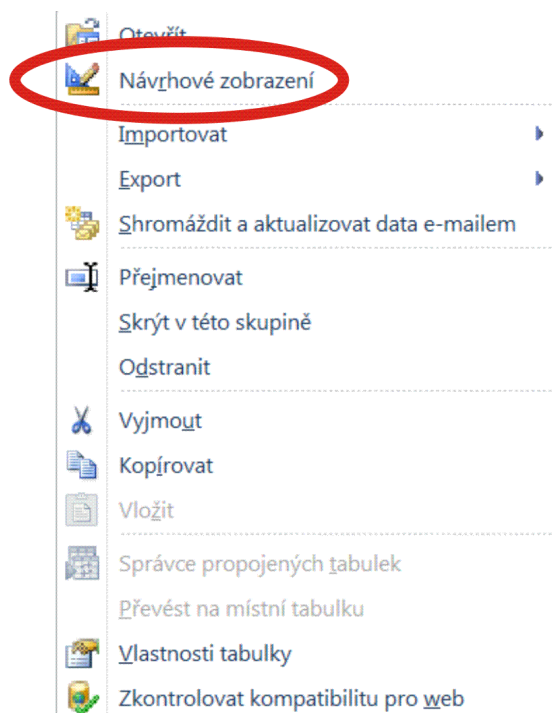 Otevřít
Návrhové zobrazení
Importovat
Export
Shromáždit a aktualizovat data e-mailem
Přejmenovat
Skrýt v této skupině
Odstranit
Vyjmout
Kopírovat
Vložit
Správce propojených tabulek
Převést na místní tabulku
Vlastnosti tabulky
Zkontrolovat kompatibilitu pro web